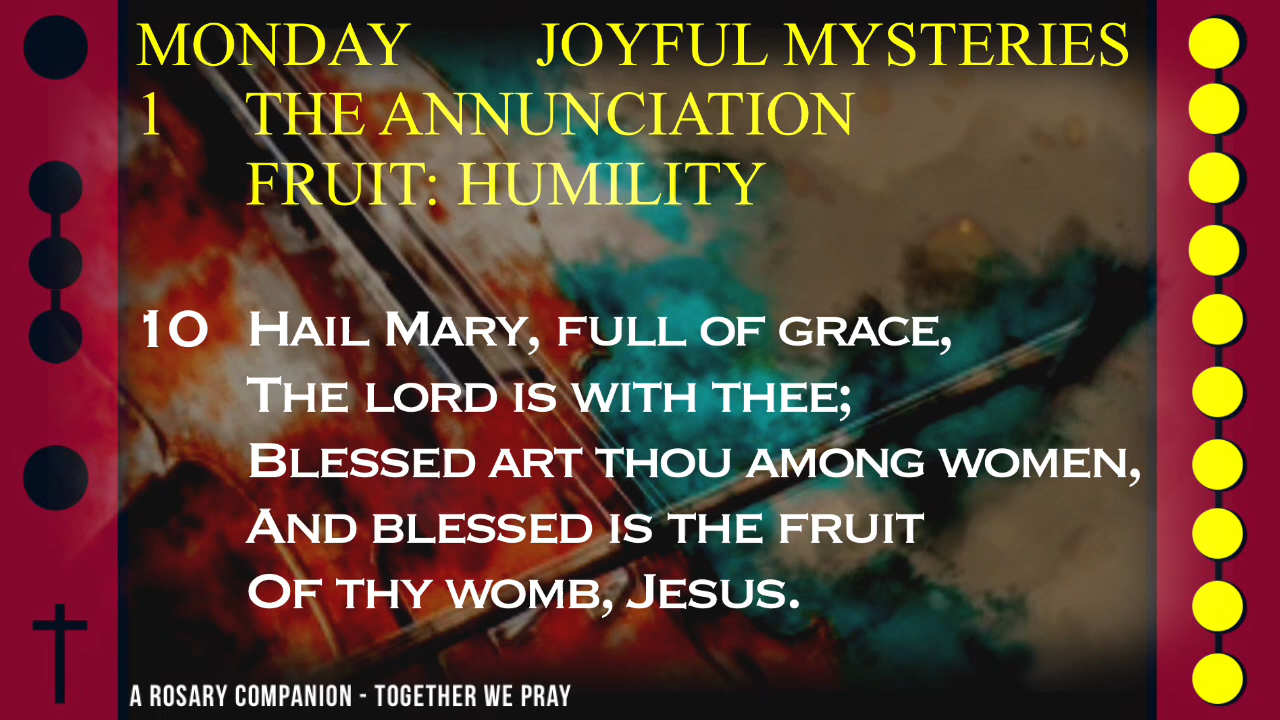 MONDAY JOYFUL MYSTERIES
1 THE ANNUNCIATION
FRUIT: HUMILITY
10 HAIL MARY, FULL OF GRACE,
THE LORD IS WITH THEE;
BLESSED ART THOU AMONG WOMEN,
AND BLESSED IS THE FRUIT
OF THY WOMB, JESUS.
A ROSARY COMPANION - TOGETHER WE PRAY